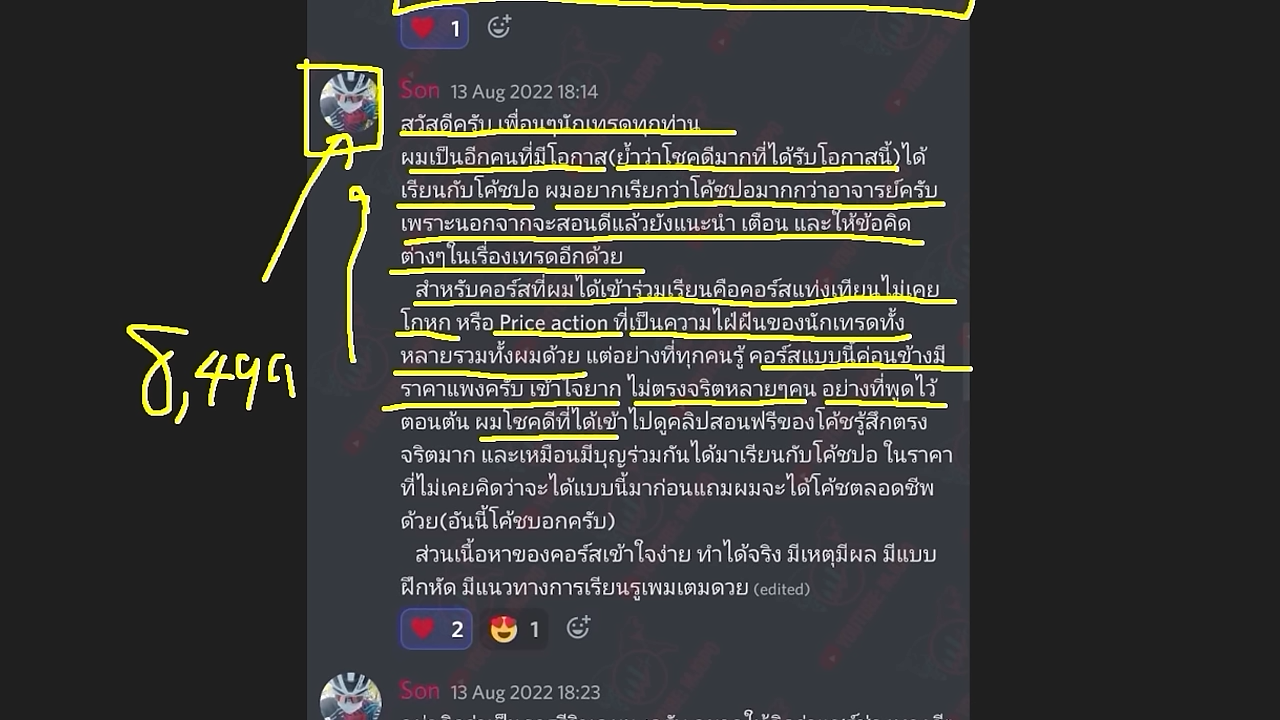 1
Son 13 Aug 2022 18:14
สวัสดีครับ เพื่อนๆนักเทรดทุกท่าน
ผมเป็นอีกคนที่มีโอกาส(ย้ำว่าโชคดีมากที่ได้รับโอกาสนี้)ได้
เรียนกับโค้ชปอ ผมอยากเรียกว่าโค้ชปอมากกว่าอาจารย์ครับ
เพราะนอกจากจะสอนดีแล้วยังแนะนำ เตือน และให้ข้อคิด
ต่างๆในเรื่องเทรดอีกด้วย
สำหรับคอร์สที่ผมได้เข้าร่วมเรียนคือคอร์สแท่งเทียนไม่เคย
โกหก หรือ Price action ที่เป็นความไฝ่ฝันของนักเทรดทั้ง
หลายรวมทั้งผมด้วย แต่อย่างที่ทุกคนรู้ คอร์สแบบนี้ค่อนข้างมี
ราคาแพงครับ เข้าใจยาก ไม่ตรงจริตหลายๆคน อย่างที่พูดไว้
ตอนต้น ผมโชคดีที่ได้เข้าไปดูคลิปสอนฟรีของโค้ชรู้สึกตรง
จริตมาก และเหมือนมีบุญร่วมกันได้มาเรียนกับโค้ชปอ ในราคา
ที่ไม่เคยคิดว่าจะได้แบบนี้มาก่อนแถมผมจะได้โค้ชตลอดชีพ
ด้วย(อันนี้โค้ชบอกครับ)
ส่วนเนื้อหาของคอร์สเข้าใจง่าย ทำได้จริง มีเหตุมีผล มีแบบ
ฝึกหัด มีแนวทางการเรียนรู้เพิ่มเติมด้วย (edited)
2 1
Son 13 Aug 2022 18:23